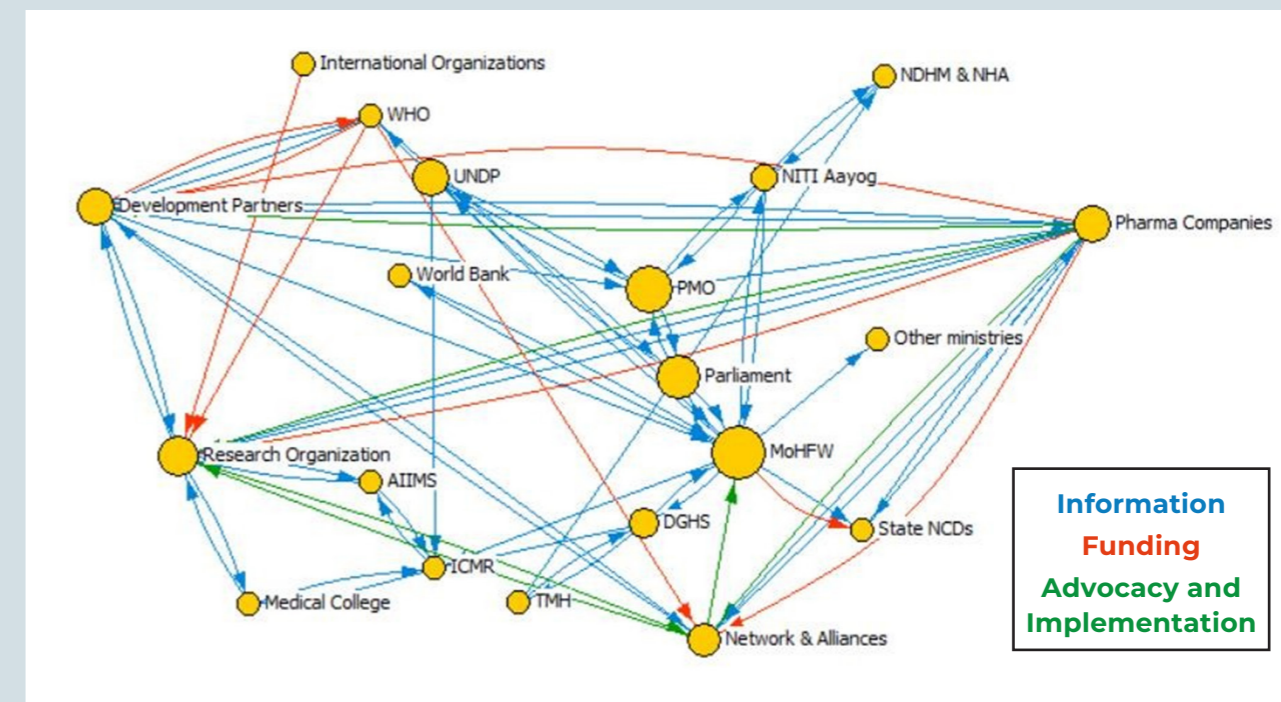 International Organizations
NDHM & NHA
WHO
UNDP
NITI Aayog
Development Partners
Pharma Companies
World Bank
PMO
Other ministries
Parliament
MoHFW
Research Organization
AIIMS
DGHS
State NCDs
ICMR
Medical College
TMH
Network & Alliances
Information
Funding
Advocacy and
Implementation